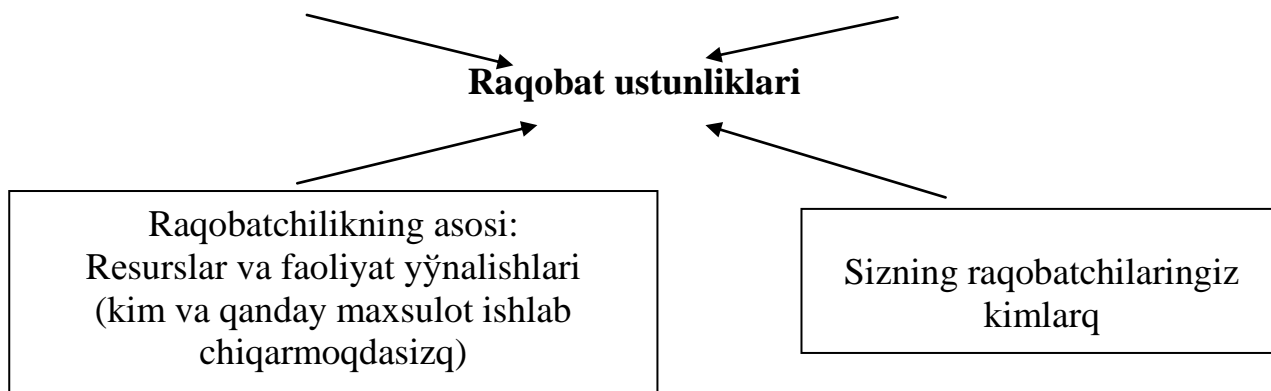 Raqobat ustunliklari
Raqobatchilikning asosi:
Resurslar va faoliyat yўnalishlari
(kim va qanday maxsulot ishlab
chiqarmoqdasizq)
Sizning raqobatchilaringiz
kimlarq